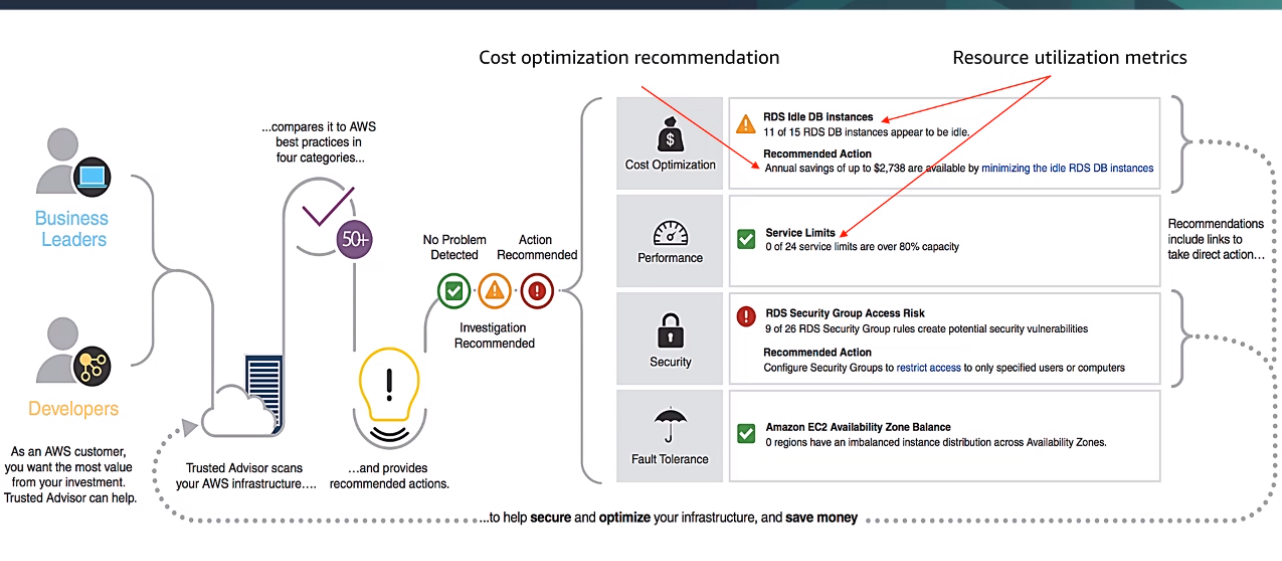 Cost optimization recommendation
Resource utilization metrics
Business
Leaders
Developers
As an AWS customer,
you want the most value
from your investment.
Trusted Advisor can help.
Trusted Advisor scans
your AWS infrastructure....
...compares it to AWS
best practices in
four categories...
50+
...and provides
recommended actions.
No Problem
Detected
Action
Recommended
Investigation
Recommended
$
Cost Optimization
RDS Idle DB Instances
11 of 15 RDS DB instances appear to be idle.
Recommended Action
Annual savings of up to $2,738 are available by minimizing the idle RDS DB instances
Performance
Service Limits
0 of 24 service limits are over 80% capacity
Security
RDS Security Group Access Risk
9 of 26 RDS Security Group rules create potential security vulnerabilities
Recommended Action
Configure Security Groups to restrict access to only specified users or computers
Fault Tolerance
Amazon EC2 Availability Zone Balance
0 regions have an imbalanced instance distribution across Availability Zones.
Recommendations
include links to
take direct action...
...to help secure and optimize your infrastructure, and save money